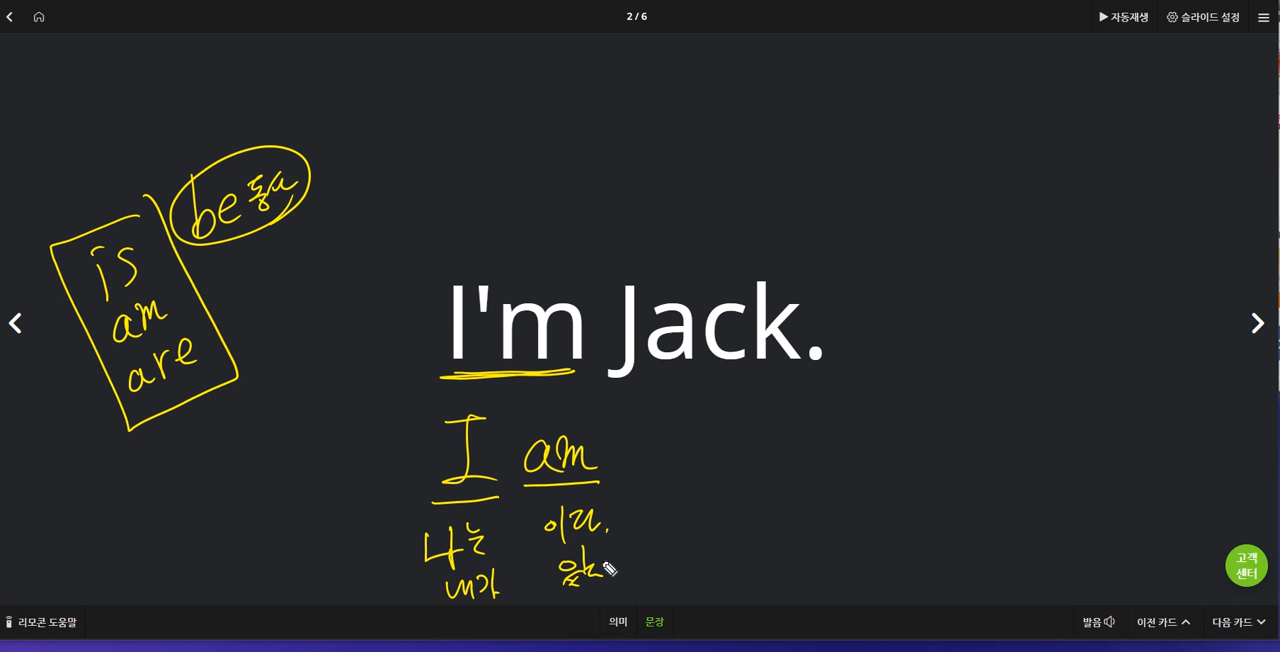 2 / 6
자동재생
슬라이드 설정
be동사
is
am
are
I'm Jack.
I am
나는
이다.
내가
고객
센터
리모콘 도움말
의미
문장
발음
이전 카드
다음 카드